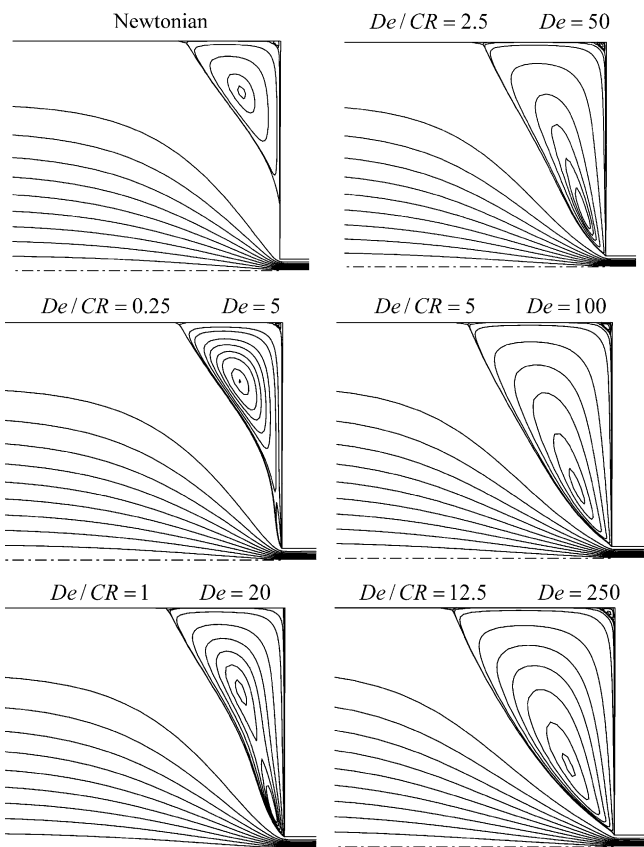 Newtonian
De/CR = 2.5 De = 50
De/CR = 0.25 De = 5
De/CR = 5 De = 100
De/CR = 1 De = 20
De/CR = 12.5 De = 250